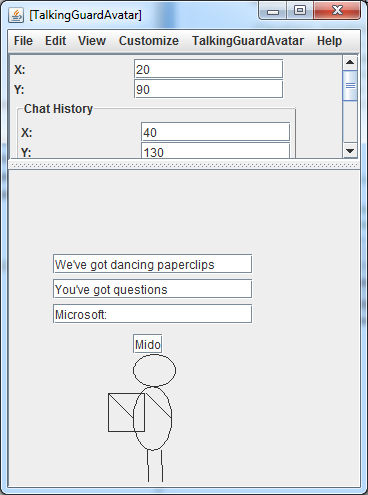 [TalkingGuardAvatar]
File Edit View Customize TalkingGuardAvatar Help
X: 20
Y: 90
Chat History
X: 40
Y: 130
We've got dancing paperclips
You've got questions
Microsoft:
Mido